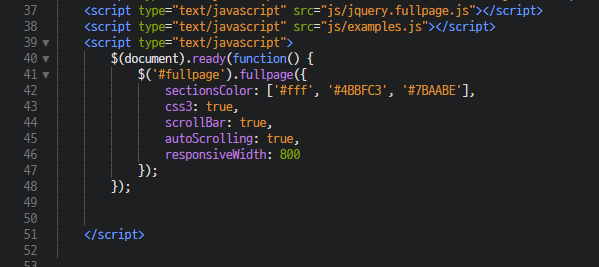 37 <script type="text/javascript" src="js/jquery.fullpage.js"></script>
38 <script type="text/javascript" src="js/examples.js"></script>
39 <script type="text/javascript">
40 $(document).ready(function() {
41 $('#fullpage').fullpage({
42 sectionsColor: ['#fff', '#4BBFC3', '#7BAABE'],
43 css3: true,
44 scrollBar: true,
45 autoScrolling: true,
46 responsiveWidth: 800
47 });
48 });
49
50
51 </script>
52
53